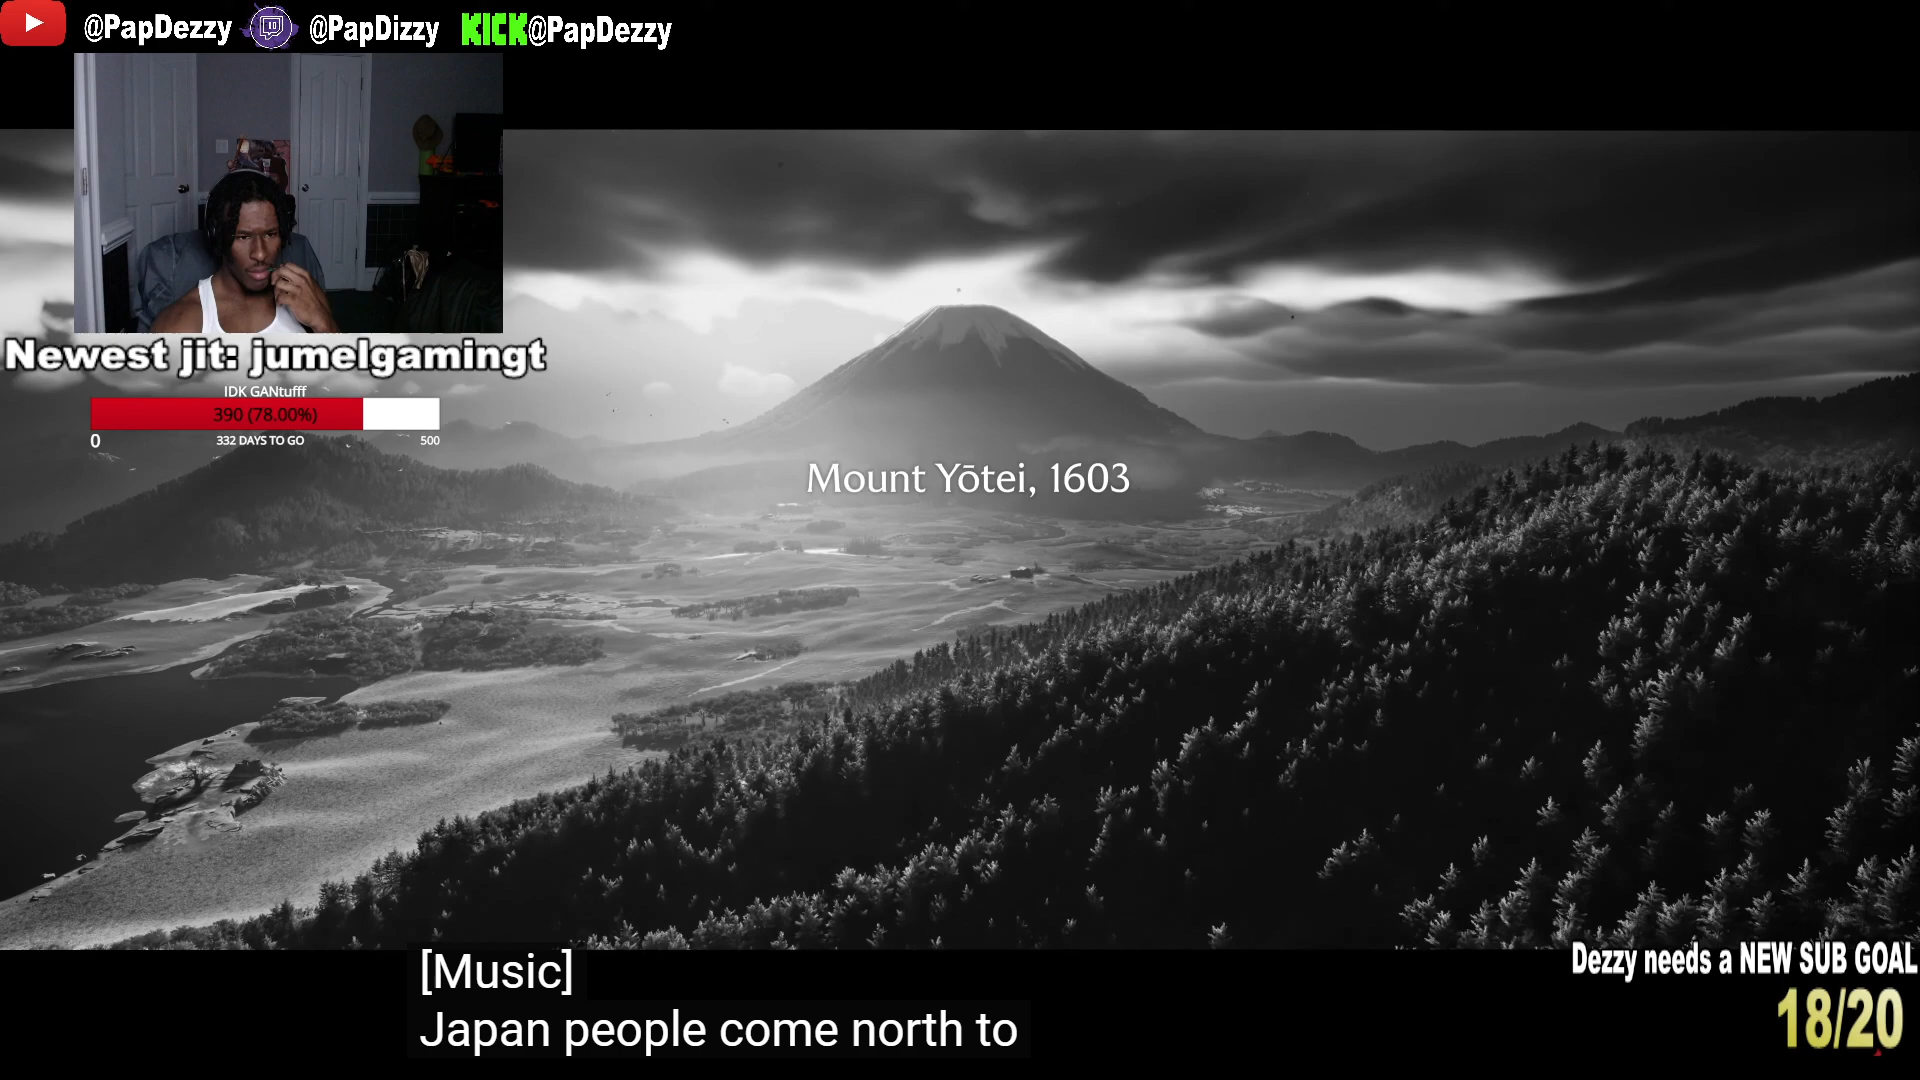 @PapDezzy @PapDizzy KICK@PapDezzy
Newest jit: jumelgamingt
IDK GANtufff
390 (78.00%)
0 332 DAYS TO GO 500
Mount Yōtei, 1603
[Music]
Japan people come north to
Dezzy needs a NEW SUB GOAL
18/20